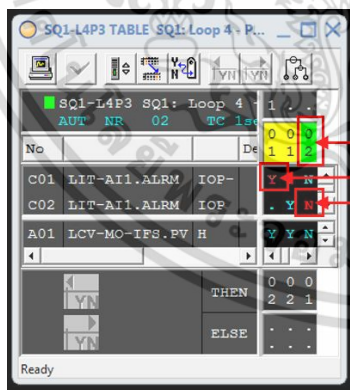 SQ1-L4P3 TABLE SQ1: Loop 4 - P...
YN
YN YN
SQ1-L4P3 SQ1: Loop 4 - 1 . .
AUT NR 02 TC 1se
0 0 0
No De 1 1 2
C01 LIT-AI1.ALRM IOP- Y . N
C02 LIT-AI1.ALRM IOP . Y N
A01 LCV-MO-IFS.PV H Y Y N
YN THEN 0 0 0
2 2 1
YN ELSE . . .
. . .
Ready